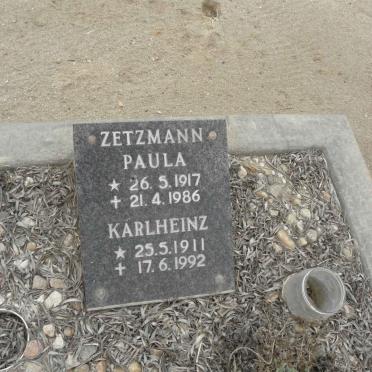 ZETZMANN
PAULA
★ 26.5.1917
✝ 21.4.1986
KARLHEINZ
★ 25.5.1911
✝ 17.6.1992